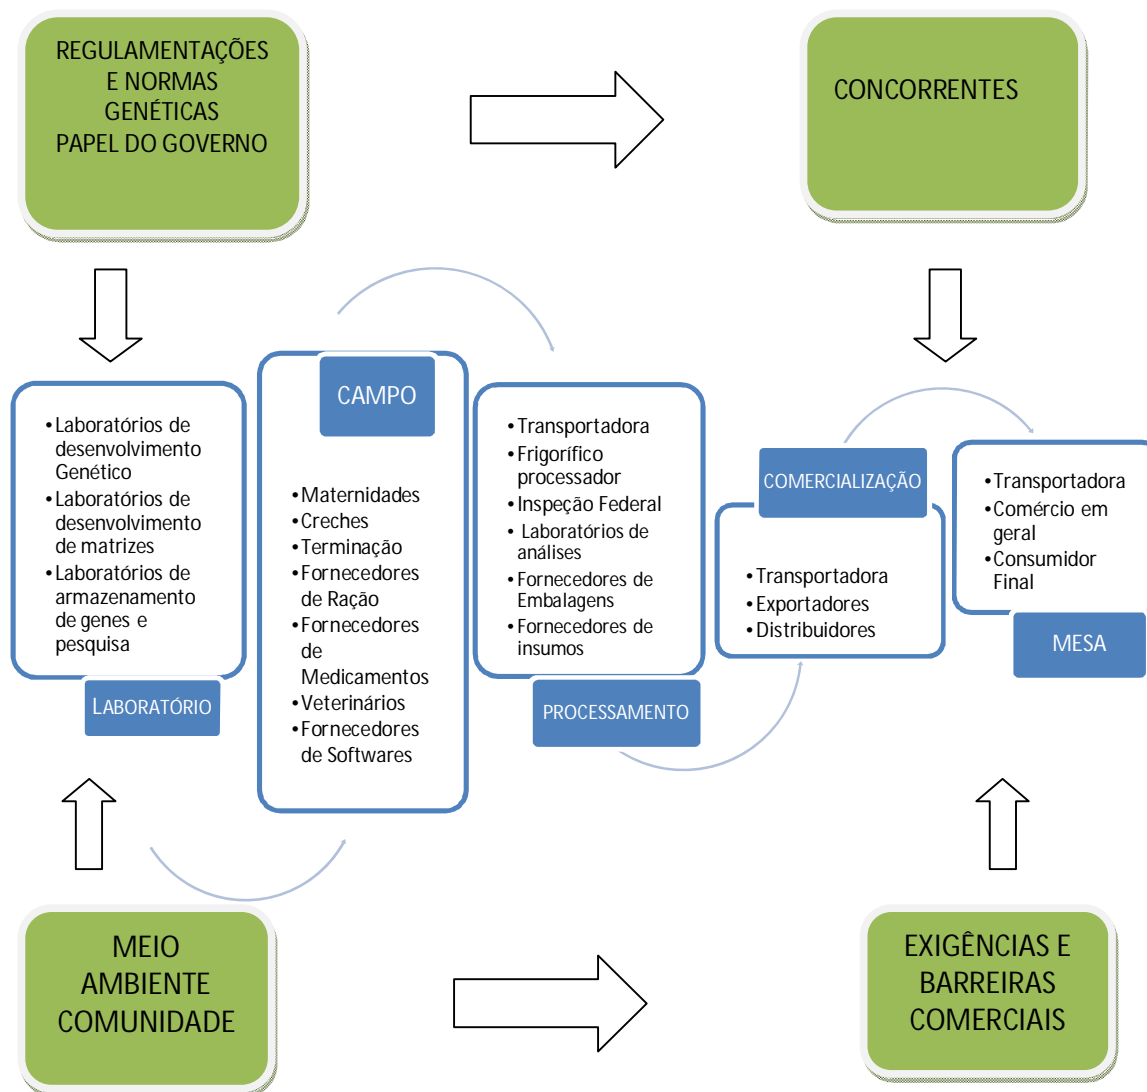 REGULAMENTAÇÕES
E NORMAS
GENÉTICAS
PAPEL DO GOVERNO
CONCORRENTES
•Laboratórios de
desenvolvimento
Genético
•Laboratórios de
desenvolvimento
de matrizes
•Laboratórios de
armazenamento
de genes e
pesquisa
LABORATÓRIO
CAMPO
•Maternidades
•Creches
•Terminação
•Fornecedores
de Ração
•Fornecedores
de
Medicamentos
•Veterinários
•Fornecedores
de Softwares
•Transportadora
•Frigorífico
processador
•Inspeção Federal
• Laboratórios de
análises
•Fornecedores de
Embalagens
•Fornecedores de
insumos
PROCESSAMENTO
COMERCIALIZAÇÃO
•Transportadora
•Exportadores
•Distribuidores
•Transportadora
•Comércio em
geral
•Consumidor
Final
MESA
MEIO
AMBIENTE
COMUNIDADE
EXIGÊNCIAS E
BARREIRAS
COMERCIAIS